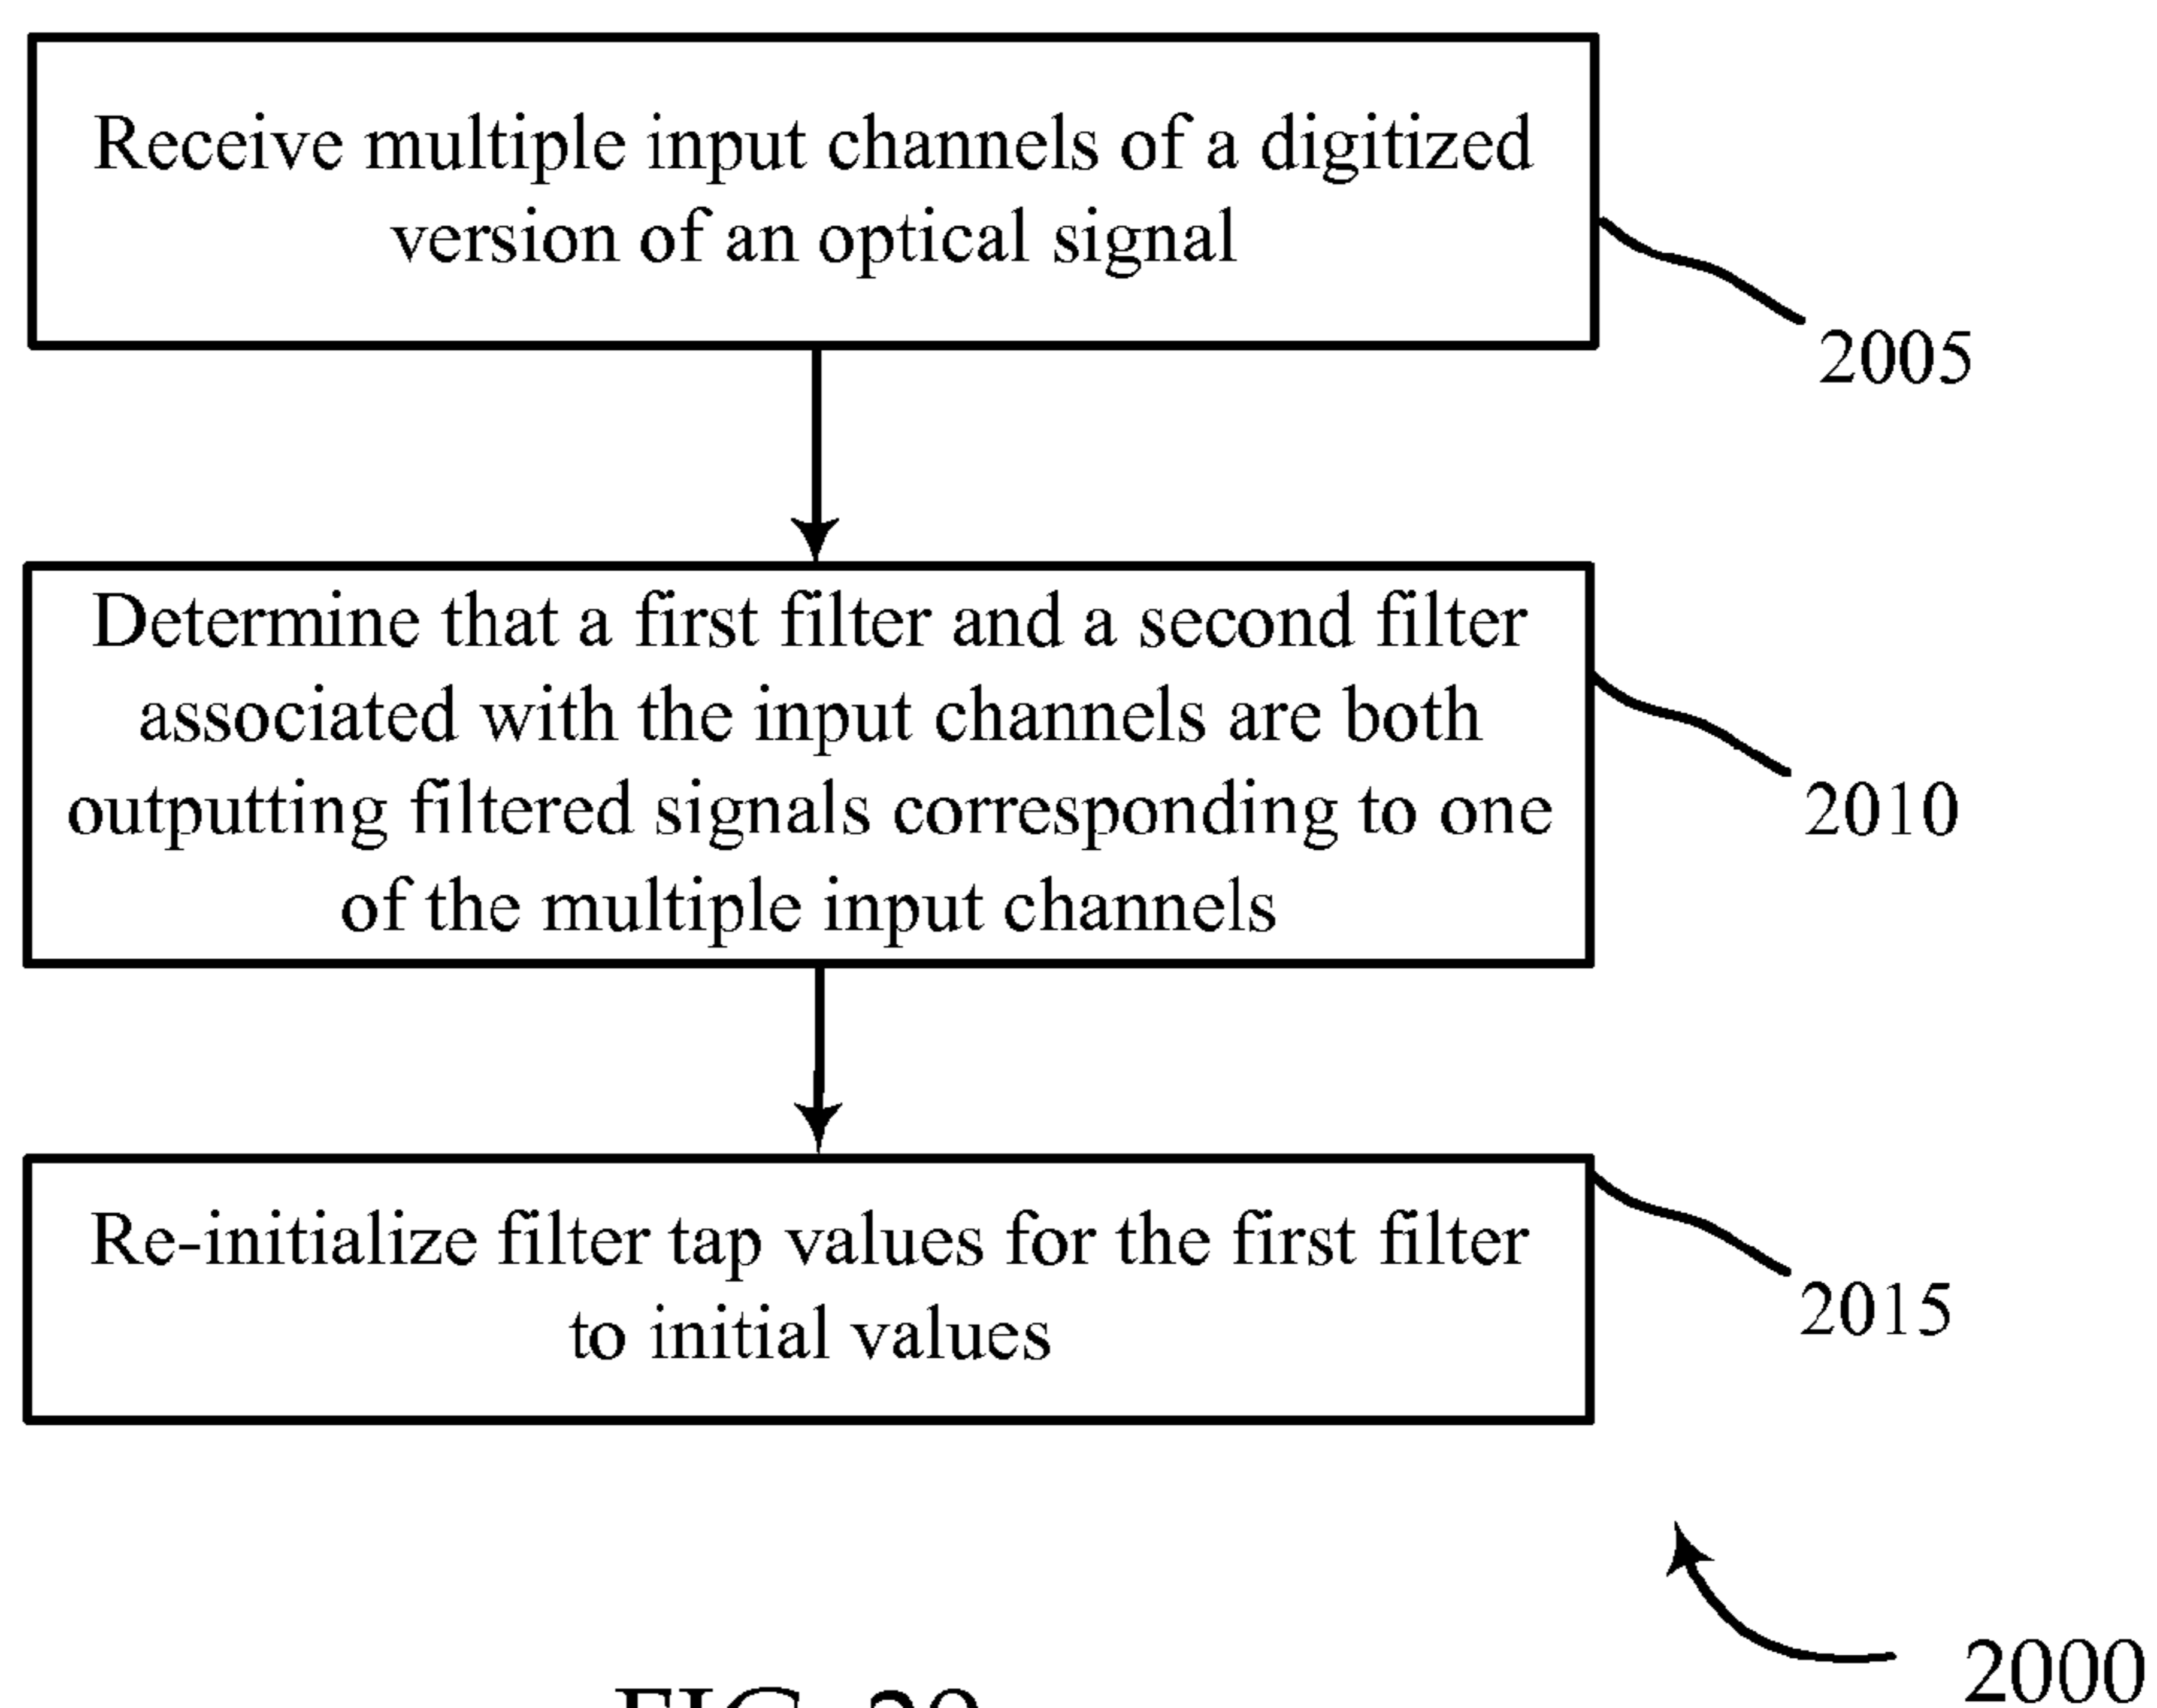 Receive multiple input channels of a digitized
version of an optical signal
2005
Determine that a first filter and a second filter
associated with the input channels are both
outputting filtered signals corresponding to one
of the multiple input channels
2010
Re-initialize filter tap values for the first filter
to initial values
2015
2000